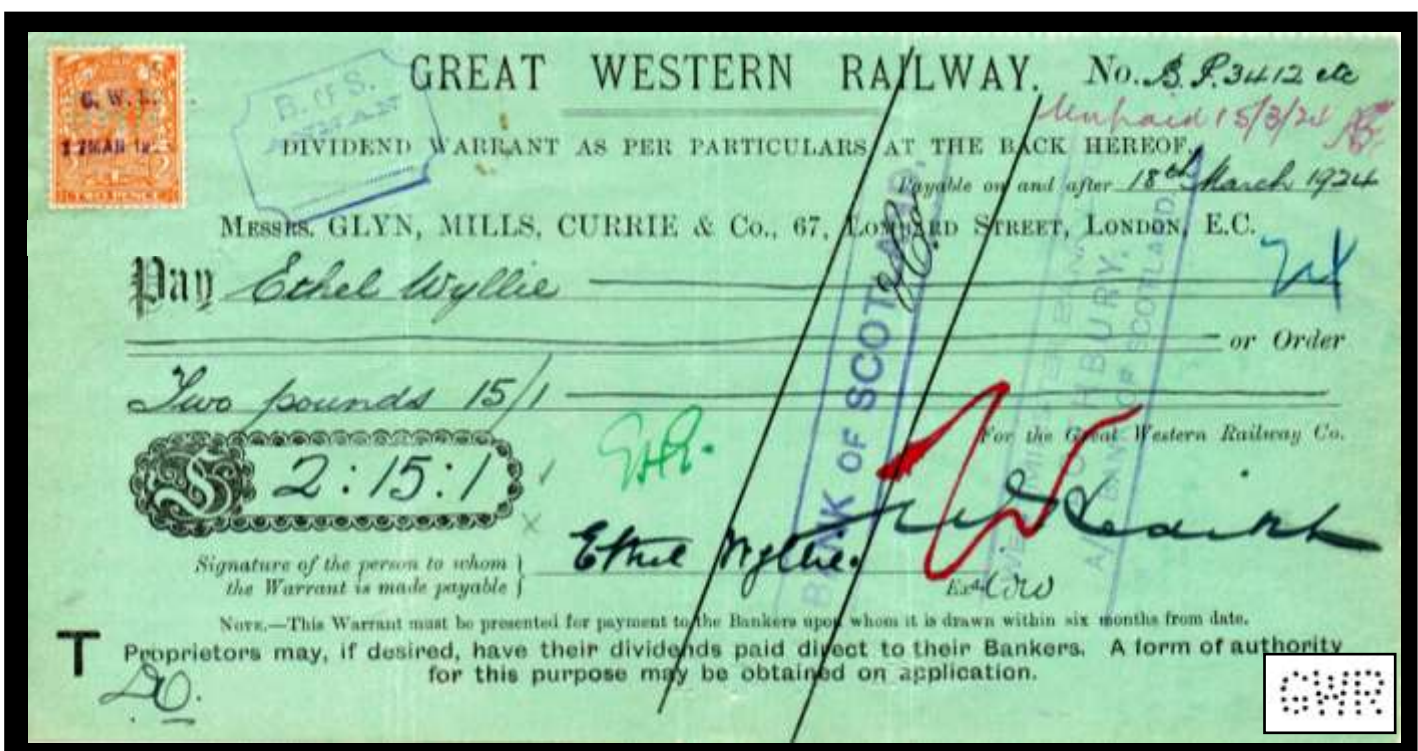 GREAT WESTERN RAILWAY. No. B.P. 3412 etc
Unpaid 15/3/24
B. OF S.
G.W.R.
TWO PENCE
DIVIDEND WARRANT AS PER PARTICULARS AT THE BACK HEREOF,
Payable on and after 18th March 1924
MESSRS. GLYN, MILLS, CURRIE & Co., 67, LOMBARD STREET, LONDON, E.C.
Pay Ethel Wyllie
or Order
Two pounds 15/1
£ 2:15:1
For the Great Western Railway Co.
BANK OF SCOTLAND
Ethel Wyllie.
Signature of the person to whom }
the Warrant is made payable }
Exd.
NOTE.—This Warrant must be presented for payment to the Bankers upon whom it is drawn within six months from date.
T Proprietors may, if desired, have their dividends paid direct to their Bankers. A form of authority
for this purpose may be obtained on application.
GWR